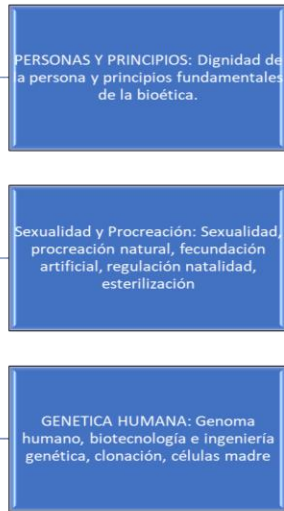 PERSONAS Y PRINCIPIOS: Dignidad de
a persona y principios fundamentales
de la bioética.
Sexualidad y Procreación: Sexualidad,
procreación natural, fecundación
artificial, regulación natalidad,
esterilización
GENETICA HUMANA: Genoma
humano, biotecnología e ingeniería
genética, clonación, células madre